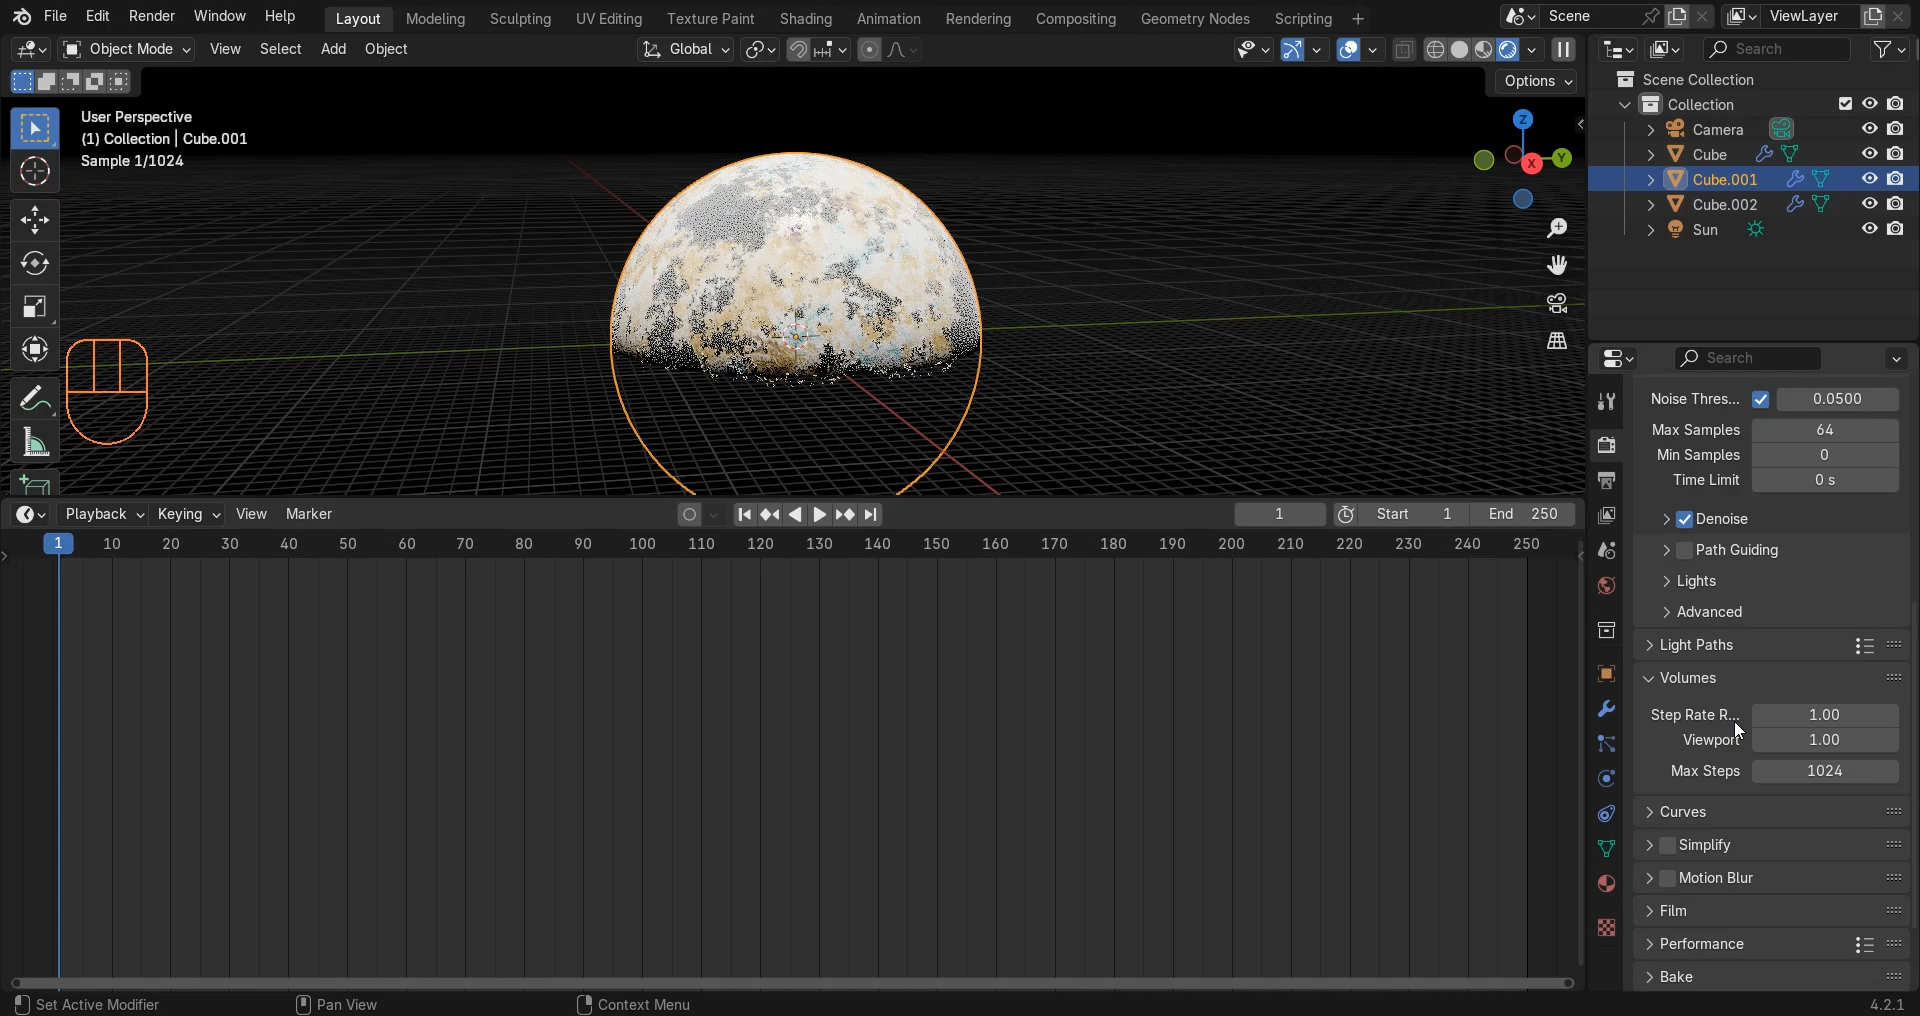 File Edit Render Window Help Layout Modeling Sculpting UV Editing Texture Paint Shading Animation Rendering Compositing Geometry Nodes Scripting + Scene ViewLayer
Object Mode View Select Add Object Global Search
Options
Scene Collection
Collection
Camera
Cube
Cube.001
Cube.002
Sun
User Perspective
(1) Collection | Cube.001
Sample 1/1024
Z
Y
X
Search
Noise Thres... 0.0500
Max Samples 64
Min Samples 0
Time Limit 0 s
Denoise
Path Guiding
Lights
Advanced
Light Paths
Volumes
Step Rate R... 1.00
Viewport 1.00
Max Steps 1024
Curves
Simplify
Motion Blur
Film
Performance
Bake
Playback Keying View Marker 1 Start 1 End 250
1 10 20 30 40 50 60 70 80 90 100 110 120 130 140 150 160 170 180 190 200 210 220 230 240 250
Set Active Modifier Pan View Context Menu 4.2.1